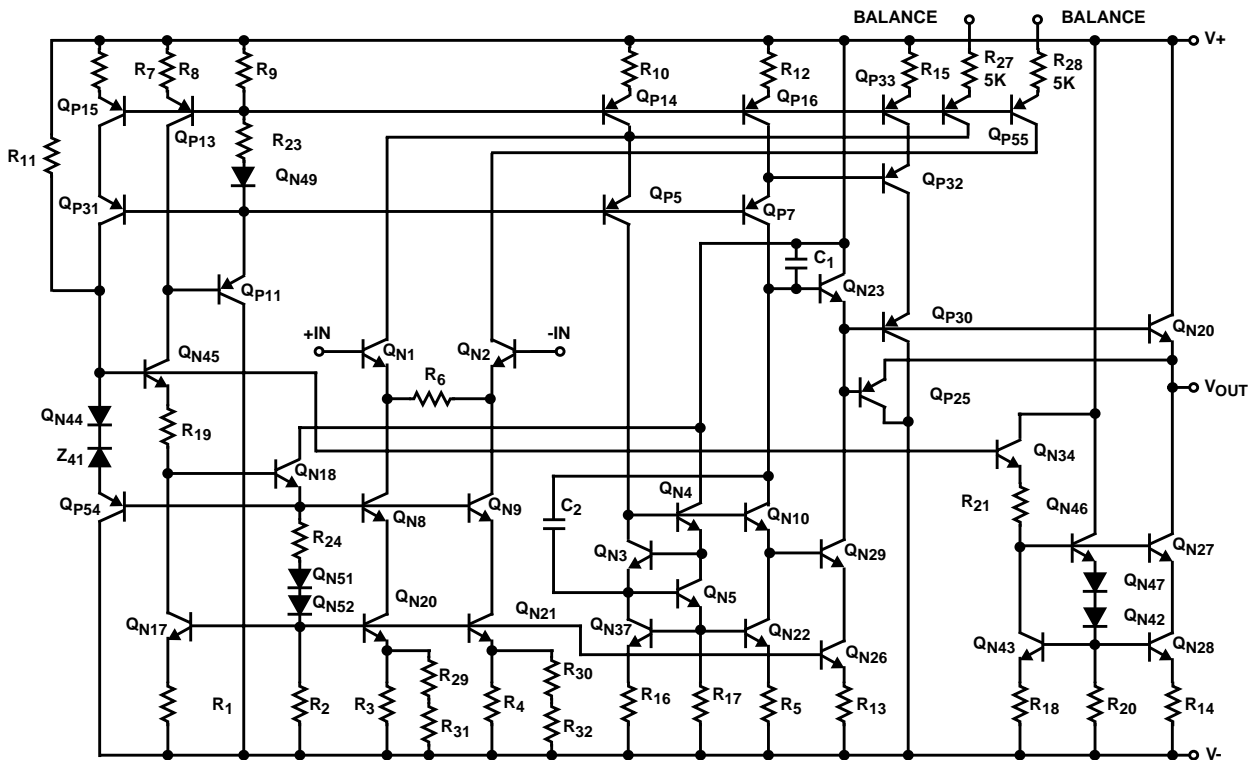 BALANCE BALANCE
V+
R7 R8 R9 R10 R12 QP33 R15 R27 5K R28 5K
QP15 QP13 QP14 QP16 QP55
R11 R23
QN49
QP31 QP5 QP7 QP32
C1
QP11 QN23
QP30 QN20
+IN QN1 QN2 -IN
QN45 R6
QP25 VOUT
QN44 R19
Z41 QN18 QN34
QP54 QN8 QN9 C2 QN4 QN10 R21 QN46
R24 QN3 QN29 QN27
QN51 QN5 QN47
QN52 QN20 QN21 QN42
QN17 QN37 QN22 QN26 QN43 QN28
R29 R30
R1 R2 R3 R4 R16 R17 R5 R13 R18 R20 R14
R31 R32
V-